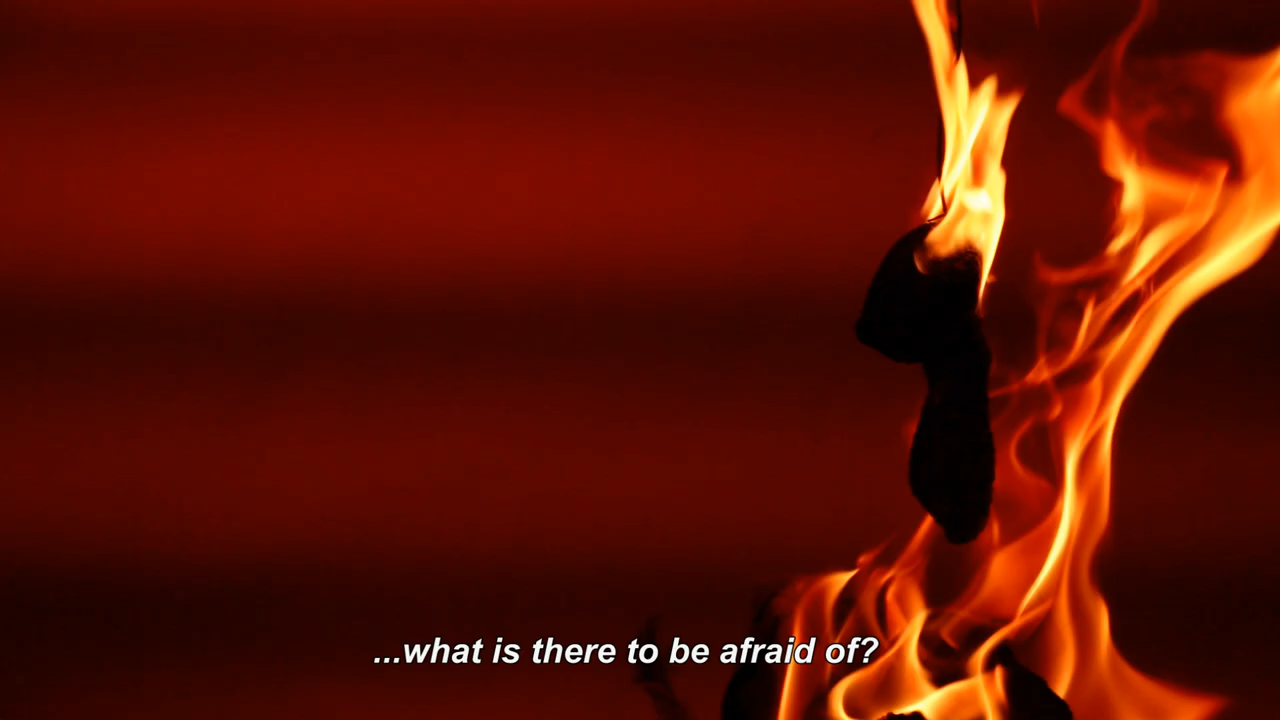 ...what is there to be afraid of?